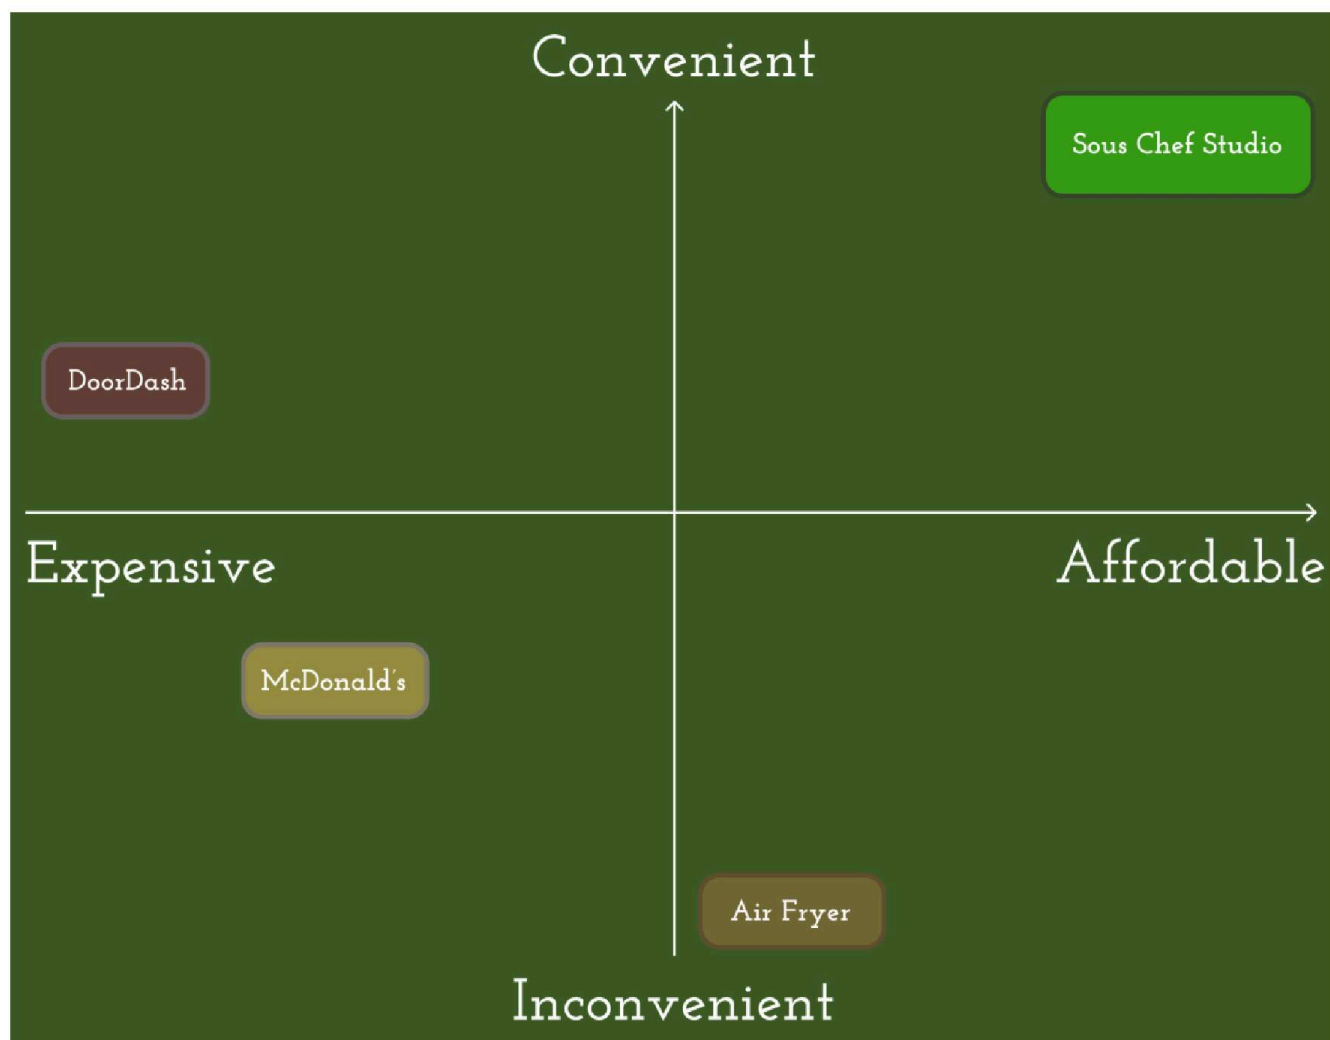 Convenient
Sous Chef Studio
DoorDash
Expensive
Affordable
McDonald's
Air Fryer
Inconvenient